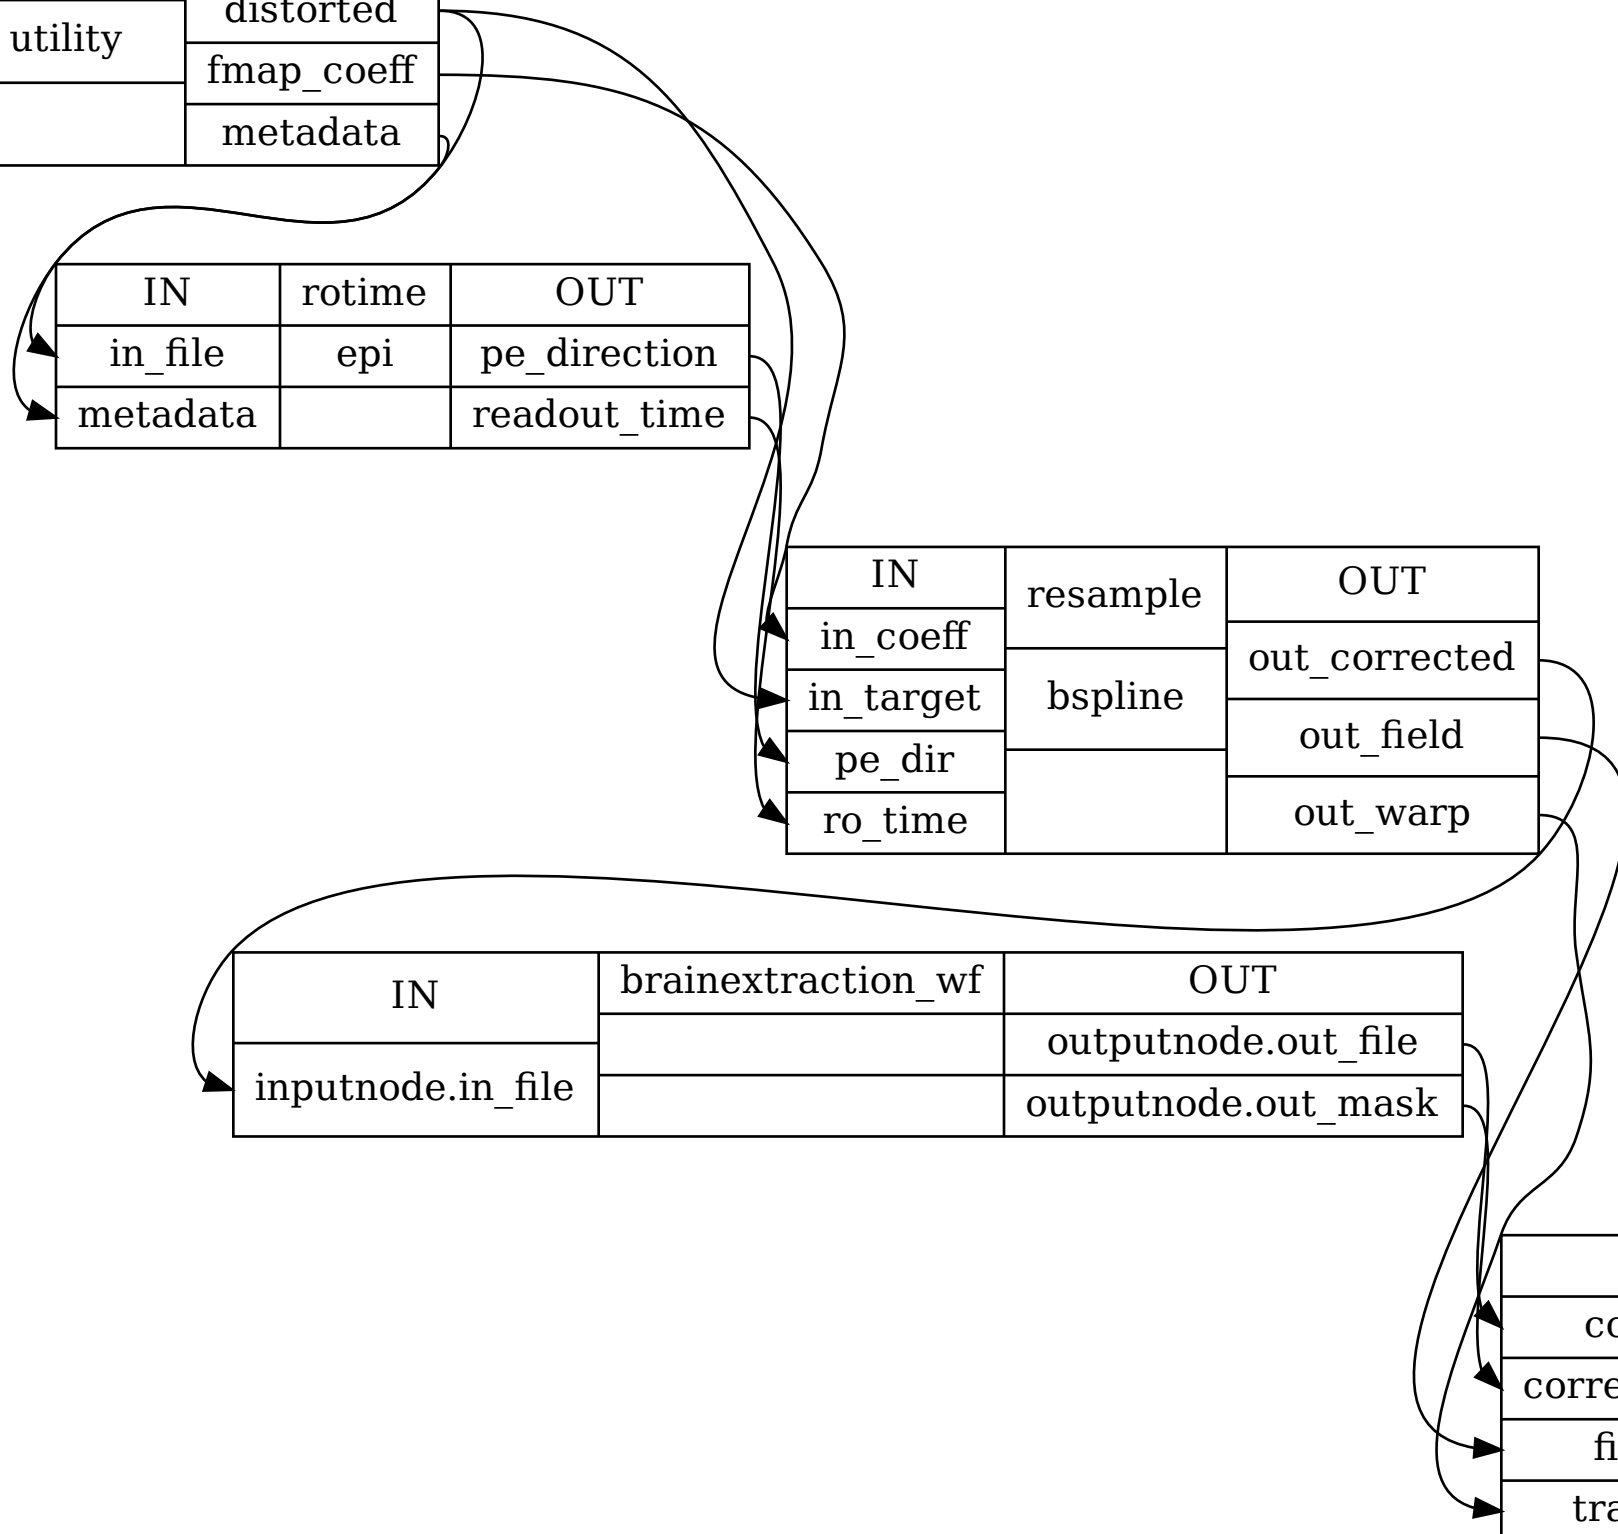 distorted
utility
fmap_coeff
metadata
IN rotime OUT
in_file epi pe_direction
metadata readout_time
IN resample OUT
in_coeff
out_corrected
in_target bspline
out_field
pe_dir
out_warp
ro_time
IN brainextraction_wf OUT
outputnode.out_file
inputnode.in_file
outputnode.out_mask